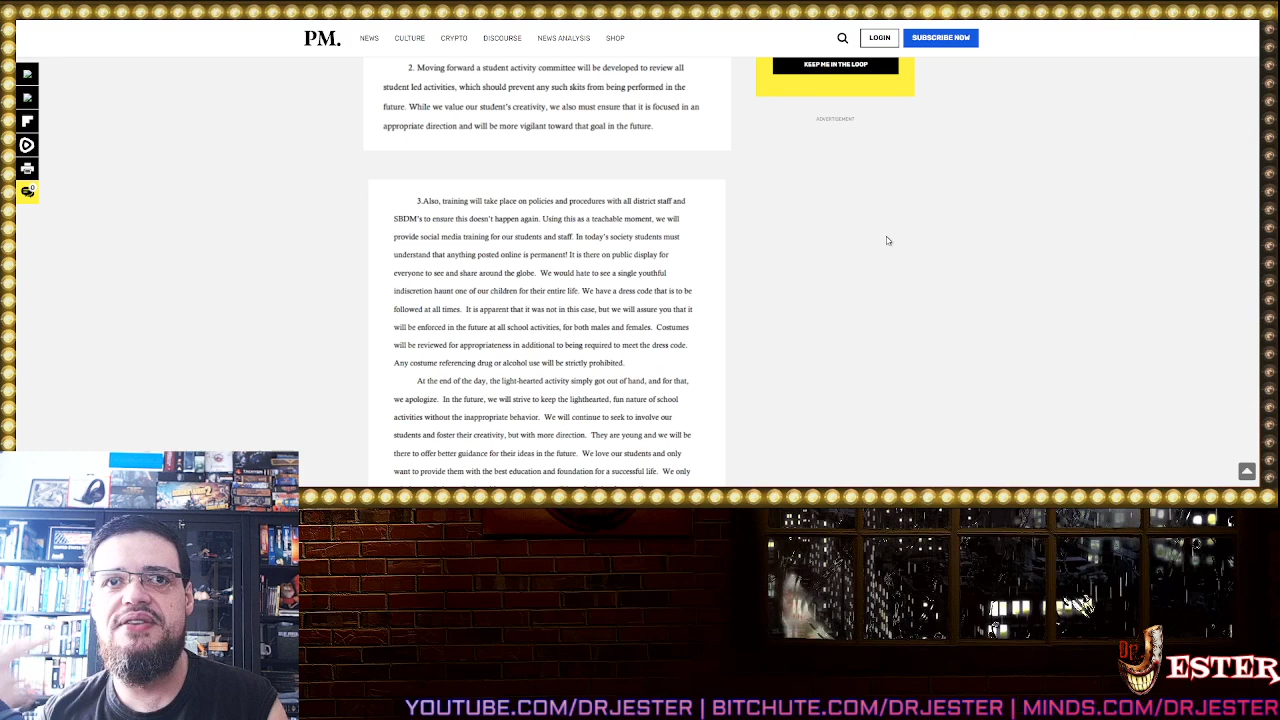 PM. NEWS CULTURE CRYPTO DISCOURSE NEWS ANALYSIS SHOP LOGIN SUBSCRIBE NOW
KEEP ME IN THE LOOP
ADVERTISEMENT
2. Moving forward a student activity committee will be developed to review all
student led activities, which should prevent any such skits from being performed in the
future. While we value our student's creativity, we also must ensure that it is focused in an
appropriate direction and will be more vigilant toward that goal in the future.
0
3.Also, training will take place on policies and procedures with all district staff and
SBDM's to ensure this doesn't happen again. Using this as a teachable moment, we will
provide social media training for our students and staff. In today's society students must
understand that anything posted online is permanent! It is there on public display for
everyone to see and share around the globe. We would hate to see a single youthful
indiscretion haunt one of our children for their entire life. We have a dress code that is to be
followed at all times. It is apparent that it was not in this case, but we will assure you that it
will be enforced in the future at all school activities, for both males and females. Costumes
will be reviewed for appropriateness in additional to being required to meet the dress code.
Any costume referencing drug or alcohol use will be strictly prohibited.
At the end of the day, the light-hearted activity simply got out of hand, and for that,
we apologize. In the future, we will strive to keep the lighthearted, fun nature of school
activities without the inappropriate behavior. We will continue to seek to involve our
students and foster their creativity, but with more direction. They are young and we will be
there to offer better guidance for their ideas in the future. We love our students and only
want to provide them with the best education and foundation for a successful life. We only
Dr JESTER
YOUTUBE.COM/DRJESTER | BITCHUTE.COM/DRJESTER | MINDS.COM/DRJESTER